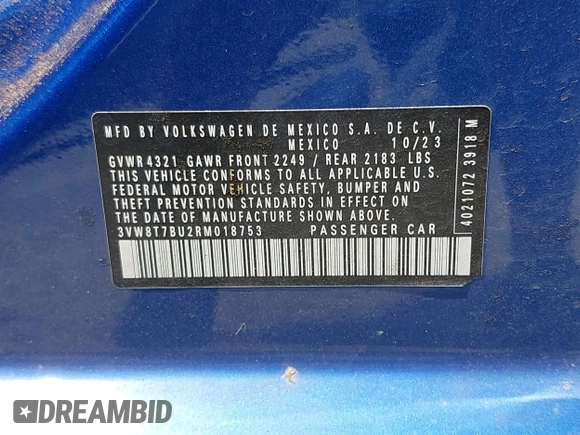 MFD BY VOLKSWAGEN DE MEXICO S.A. DE C.V.
MEXICO 10/23
GVWR 4321 GAWR FRONT 2249 / REAR 2183 LBS
THIS VEHICLE CONFORMS TO ALL APPLICABLE U.S.
FEDERAL MOTOR VEHICLE SAFETY, BUMPER AND
THEFT PREVENTION STANDARDS IN EFFECT ON
THE DATE OF MANUFACTURE SHOWN ABOVE.
3VW8T7BU2RM018753 PASSENGER CAR
4021072 3918 M
DREAMBID